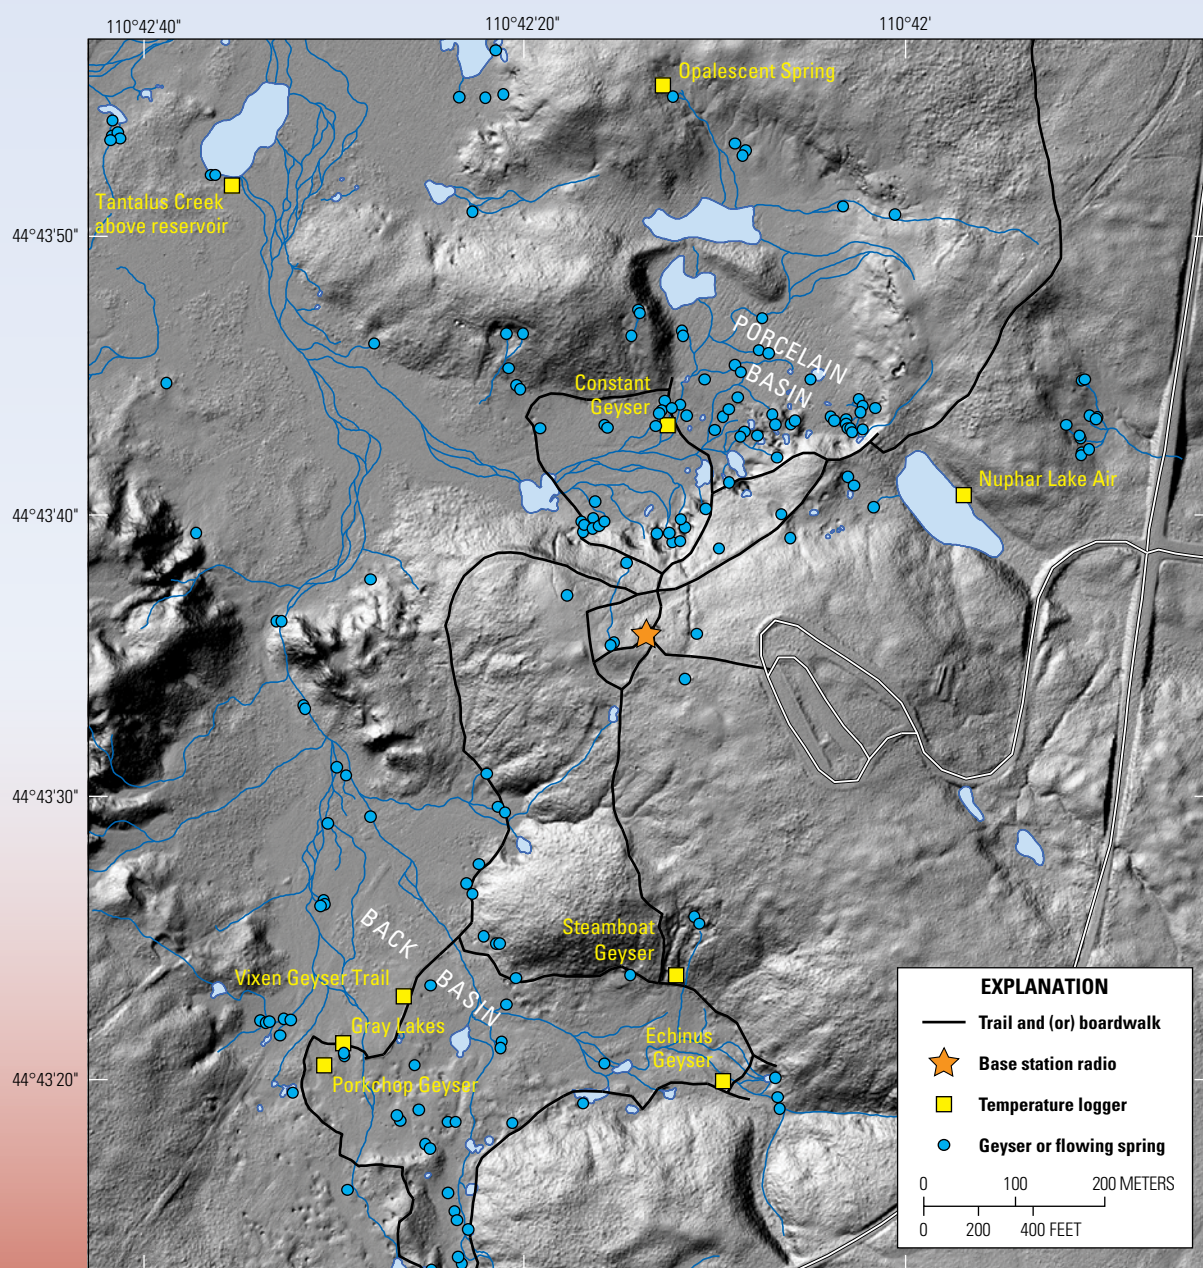 110°42'40"
110°42'20"
110°42'
Opalescent Spring
Tantalus Creek
above reservoir
44°43'50"
PORCELAIN
BASIN
Constant
Geyser
Nuphar Lake Air
44°43'40"
44°43'30"
BACK
BASIN
Steamboat
Geyser
Vixen Geyser Trail
Gray Lakes
Echinus
Geyser
Porkchop Geyser
44°43'20"
EXPLANATION
Trail and (or) boardwalk
Base station radio
Temperature logger
Geyser or flowing spring
0 100 200 METERS
0 200 400 FEET